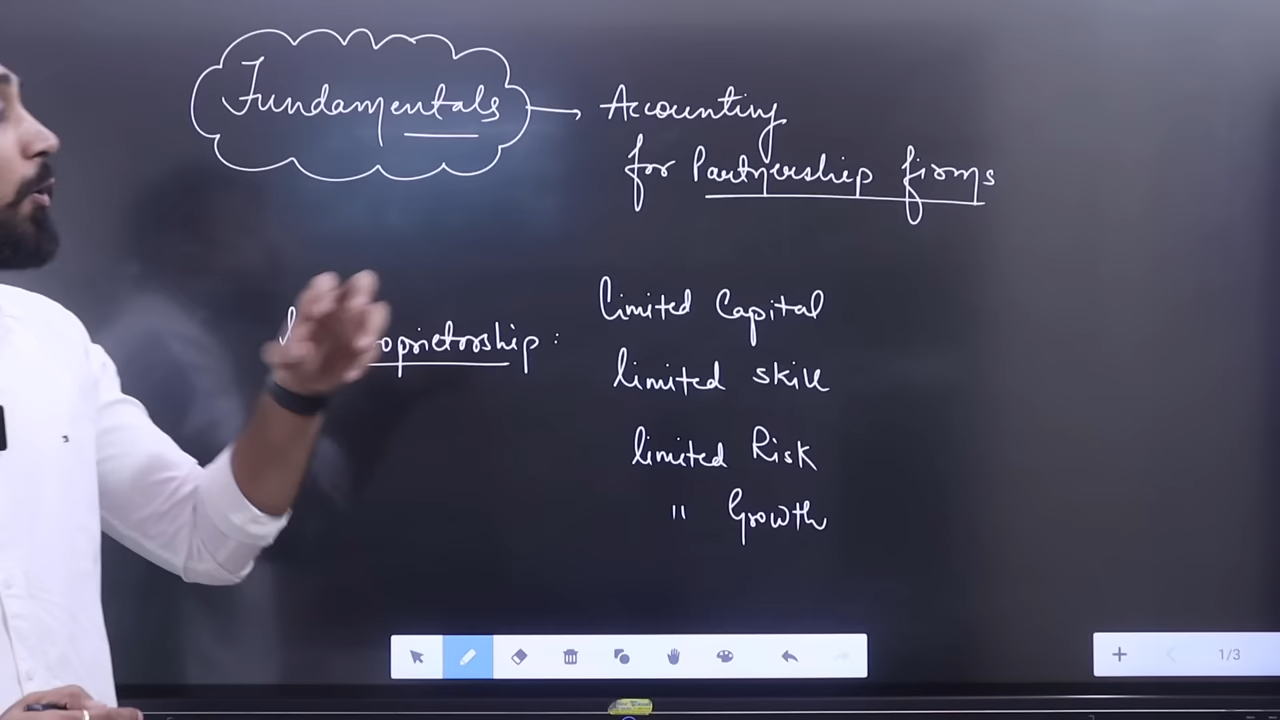 Fundamentals → Accounting
for Partnership firms
oprietorship :
limited Capital
limited skill
limited Risk
" Growth
1/3